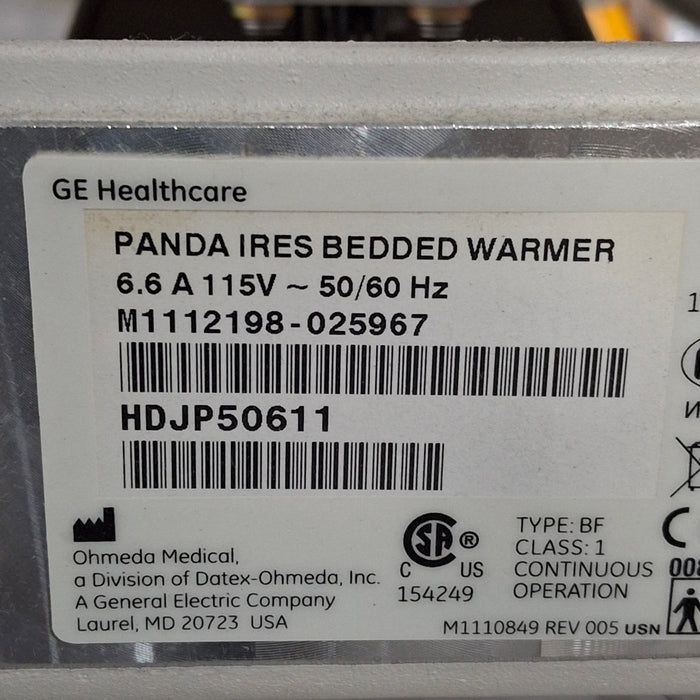 GE Healthcare
PANDA IRES BEDDED WARMER
6.6 A 115V ~ 50/60 Hz
M1112198-025967
HDJP50611
Ohmeda Medical,
a Division of Datex-Ohmeda, Inc.
A General Electric Company
Laurel, MD 20723 USA
SA ®
C US
154249
TYPE: BF
CLASS: 1
CONTINUOUS
OPERATION
M1110849 REV 005 USN
1
C